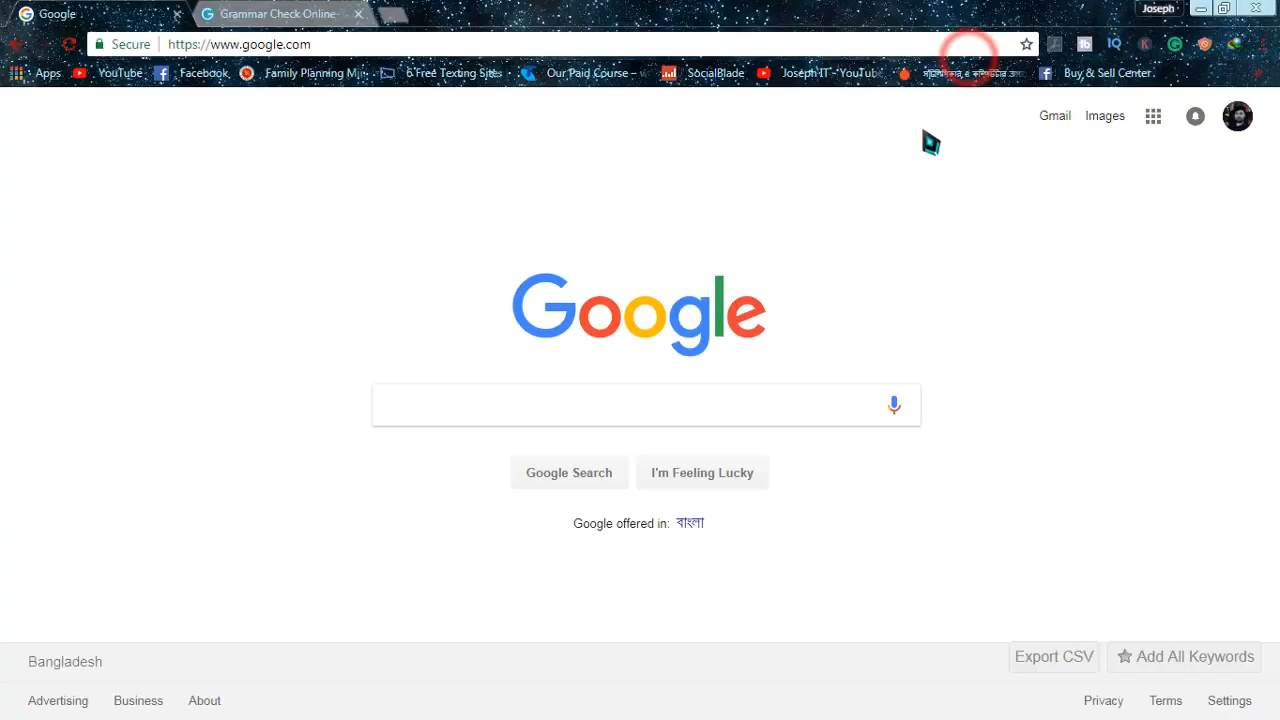 Google
Grammar Check Online
Joseph
Secure
https://www.google.com
Apps
YouTube
Facebook
Family Planning M
6 Free Texting Sites
Our Paid Course –
SocialBlade
Joseph IT - YouTub
Buy & Sell Center
Gmail
Images
Google
Google Search
I'm Feeling Lucky
Google offered in: বাংলা
Export CSV
Add All Keywords
Bangladesh
Advertising
Business
About
Privacy
Terms
Settings